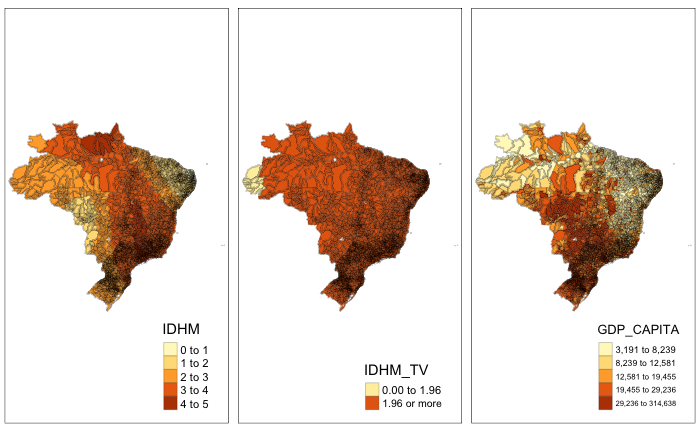 IDHM
0 to 1
1 to 2
2 to 3
3 to 4
4 to 5
IDHM_TV
0.00 to 1.96
1.96 or more
GDP_CAPITA
3,191 to 8,239
8,239 to 12,581
12,581 to 19,455
19,455 to 29,236
29,236 to 314,638